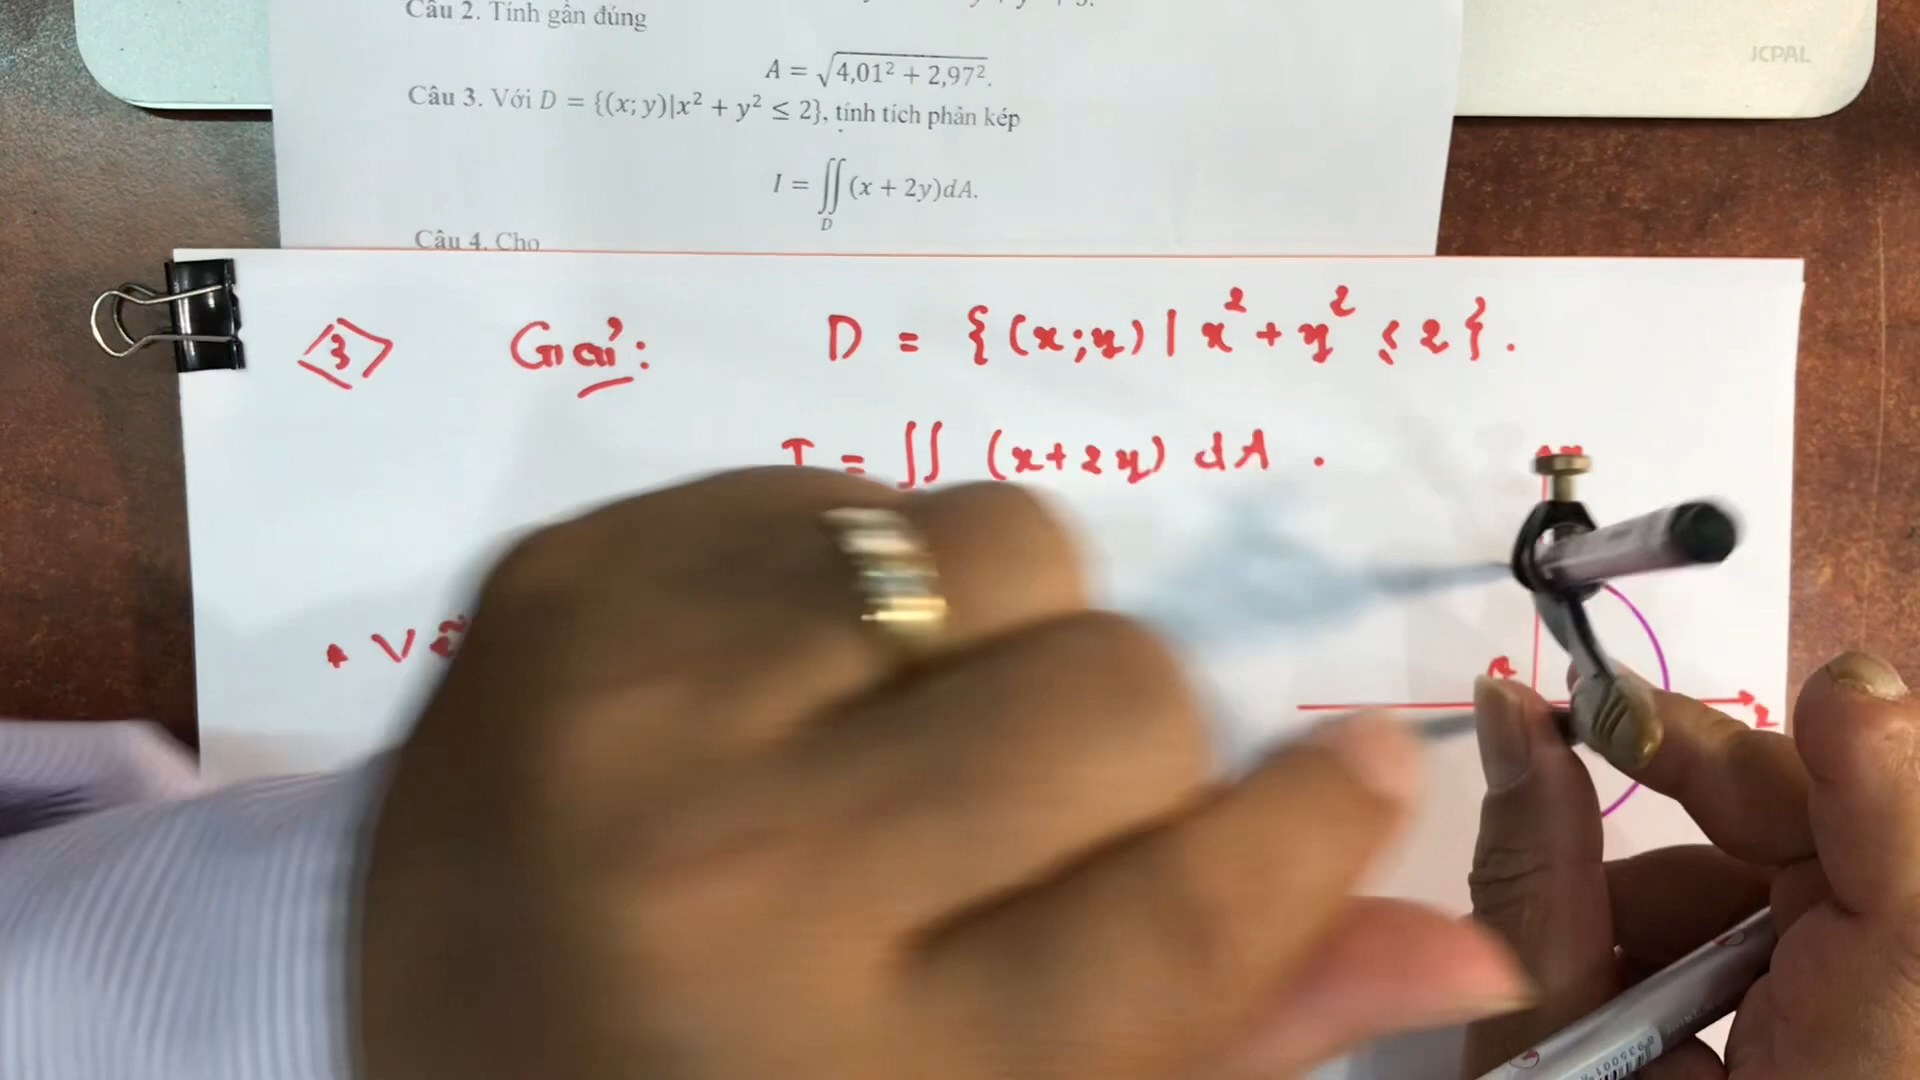 Câu 2. Tính gần đúng
JCPAL
A = √4,01² + 2,97².
Câu 3. Với D = {(x; y)|x² + y² ≤ 2}, tính tích phân kép
I = ∬ (x + 2y)dA.
D
Câu 4. Cho
3 Giải: D = {(x;y) | x² + y² ≤ 2}.
I = ∬ (x+2y) dA.
x